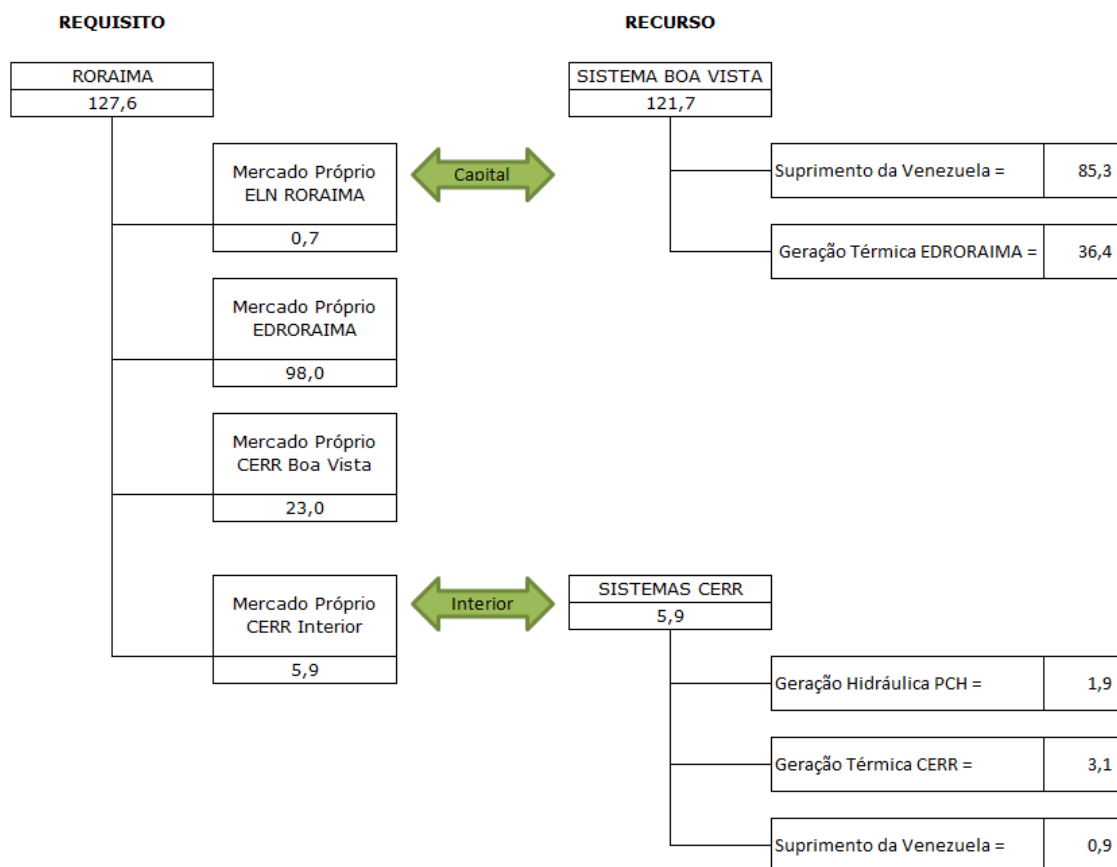 REQUISITO
RECURSO
RORAIMA
127,6
SISTEMA BOA VISTA
121,7
Mercado Próprio
ELN RORAIMA
0,7
Capital
Suprimento da Venezuela =
85,3
Geração Térmica EDRORAIMA =
36,4
Mercado Próprio
EDRORAIMA
98,0
Mercado Próprio
CERR Boa Vista
23,0
Mercado Próprio
CERR Interior
5,9
Interior
SISTEMAS CERR
5,9
Geração Hidráulica PCH =
1,9
Geração Térmica CERR =
3,1
Suprimento da Venezuela =
0,9